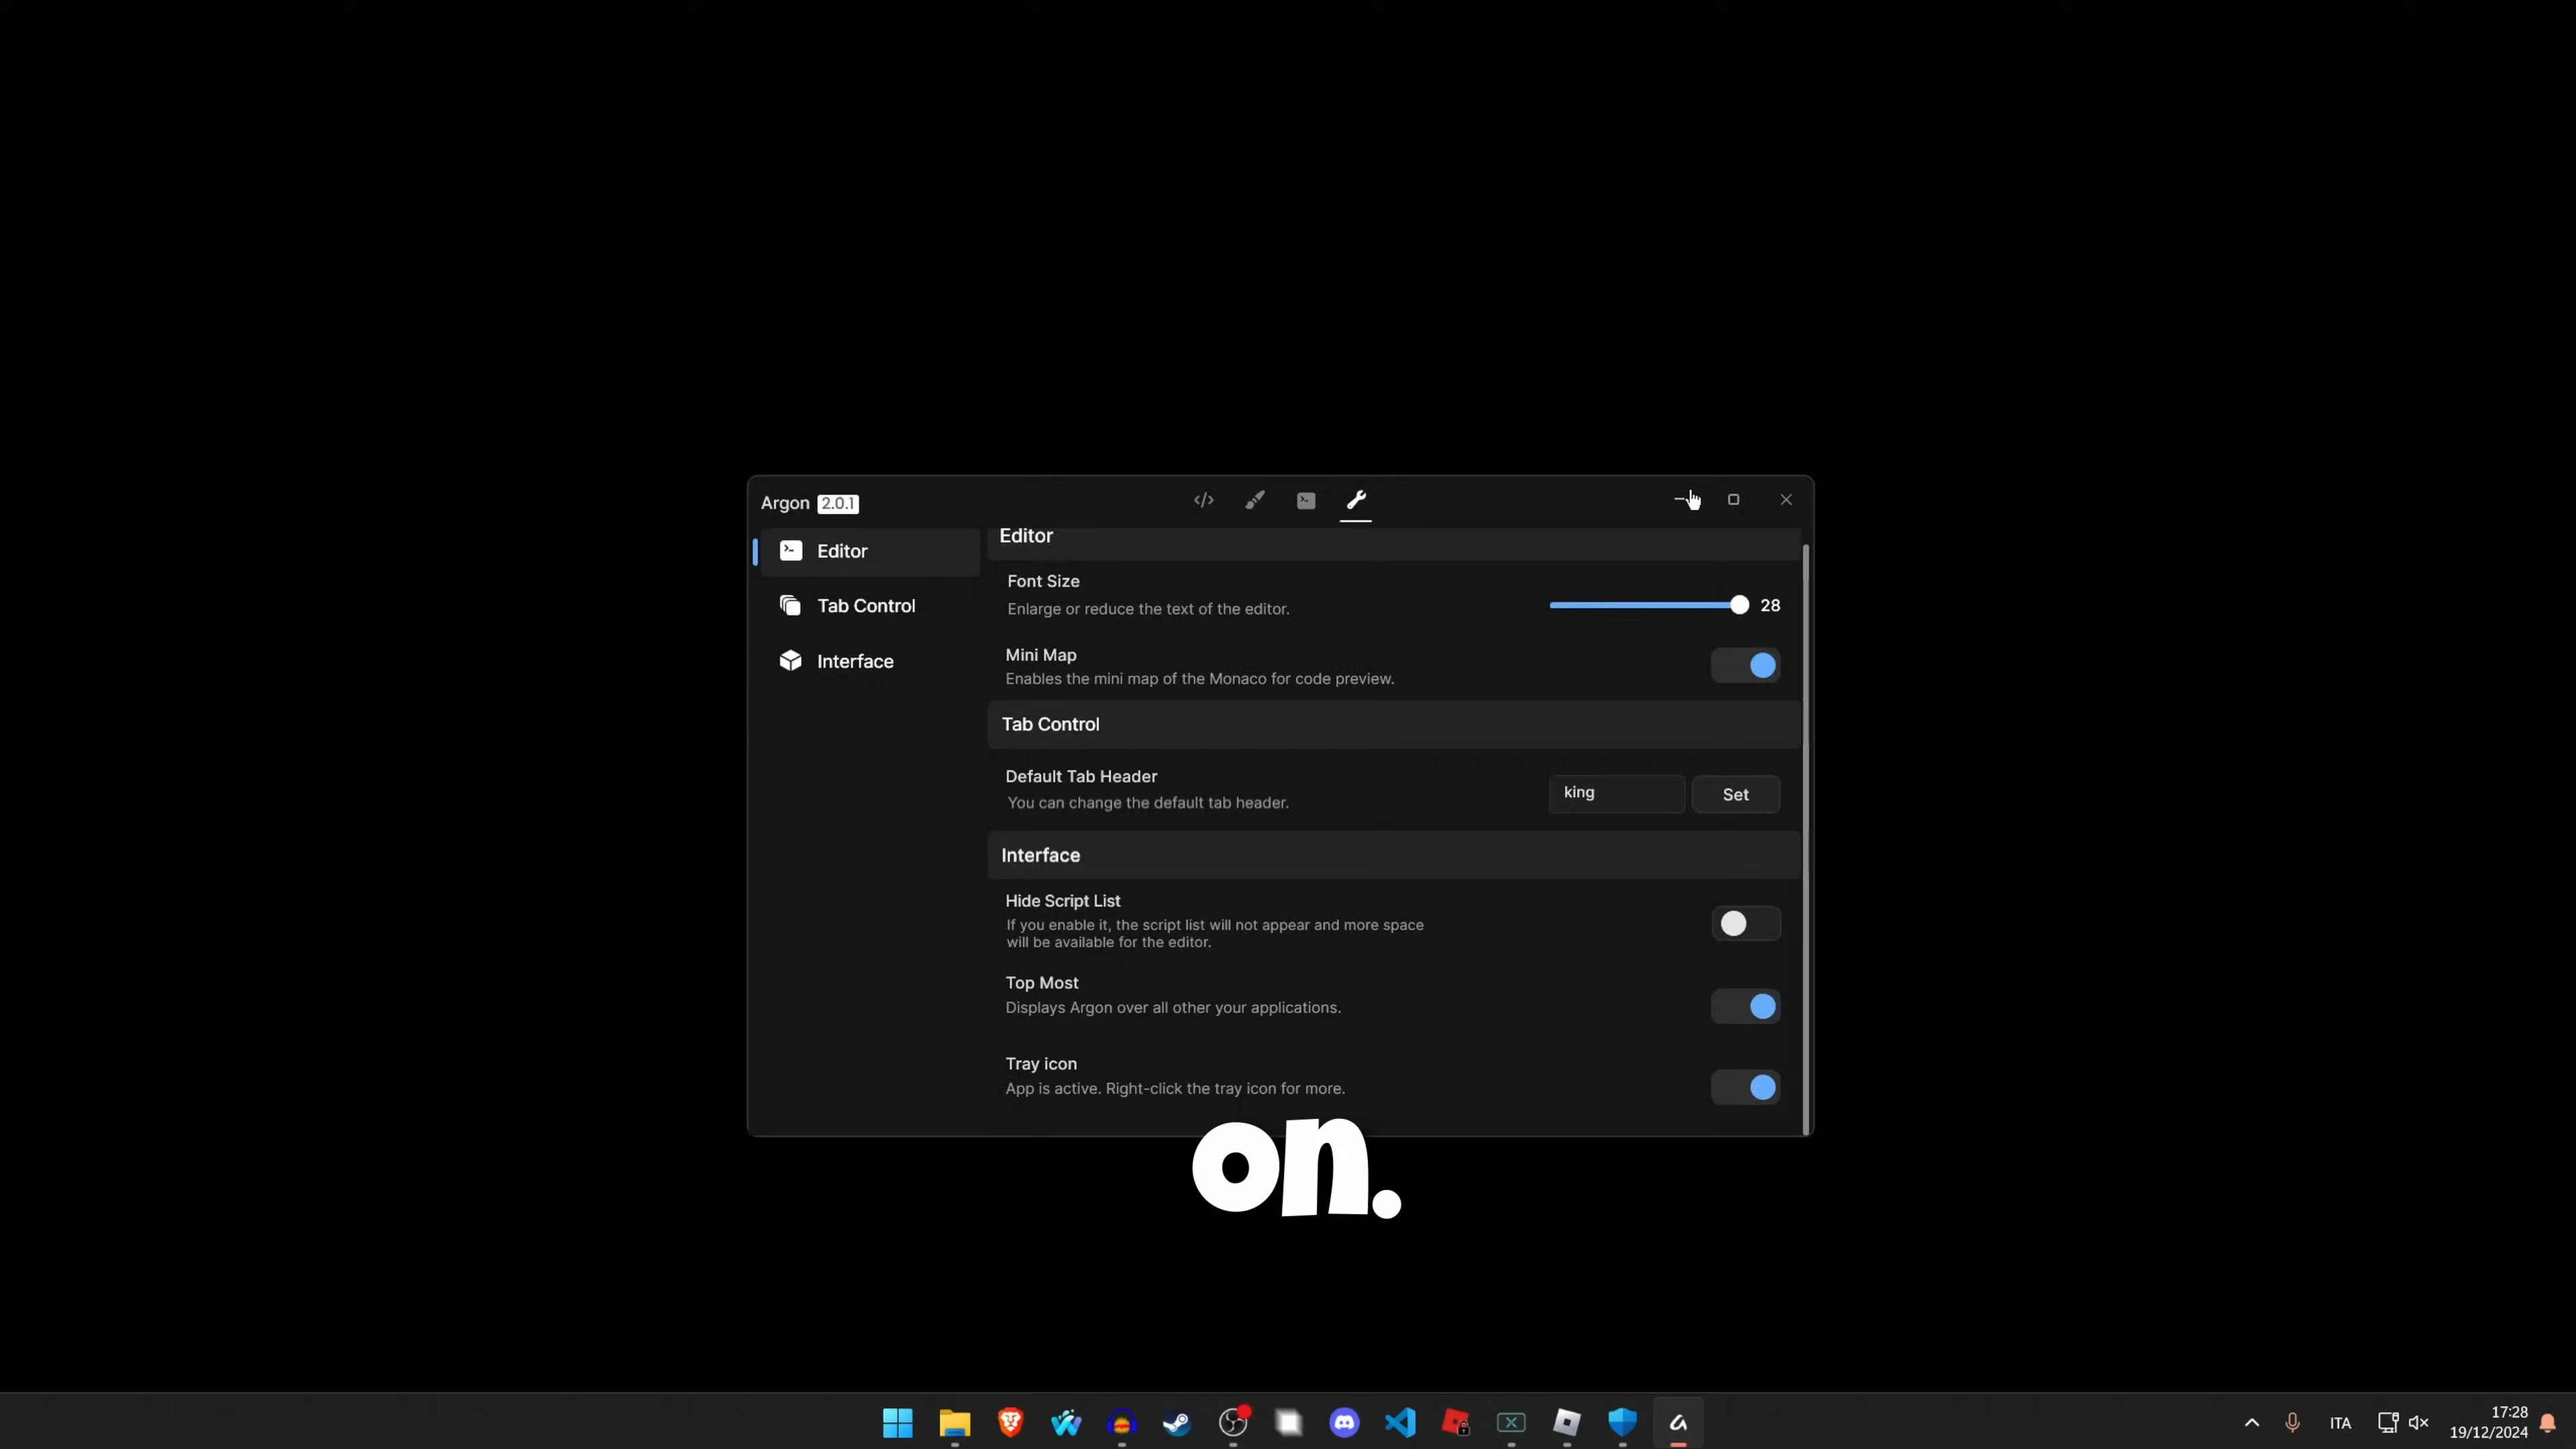 Argon 2.0.1
Editor
Tab Control
Interface
Editor
Font Size
Enlarge or reduce the text of the editor.
28
Mini Map
Enables the mini map of the Monaco for code preview.
Tab Control
Default Tab Header
You can change the default tab header.
king
Set
Interface
Hide Script List
If you enable it, the script list will not appear and more space
will be available for the editor.
Top Most
Displays Argon over all other your applications.
Tray icon
App is active. Right-click the tray icon for more.
on.
ITA
17:28
19/12/2024